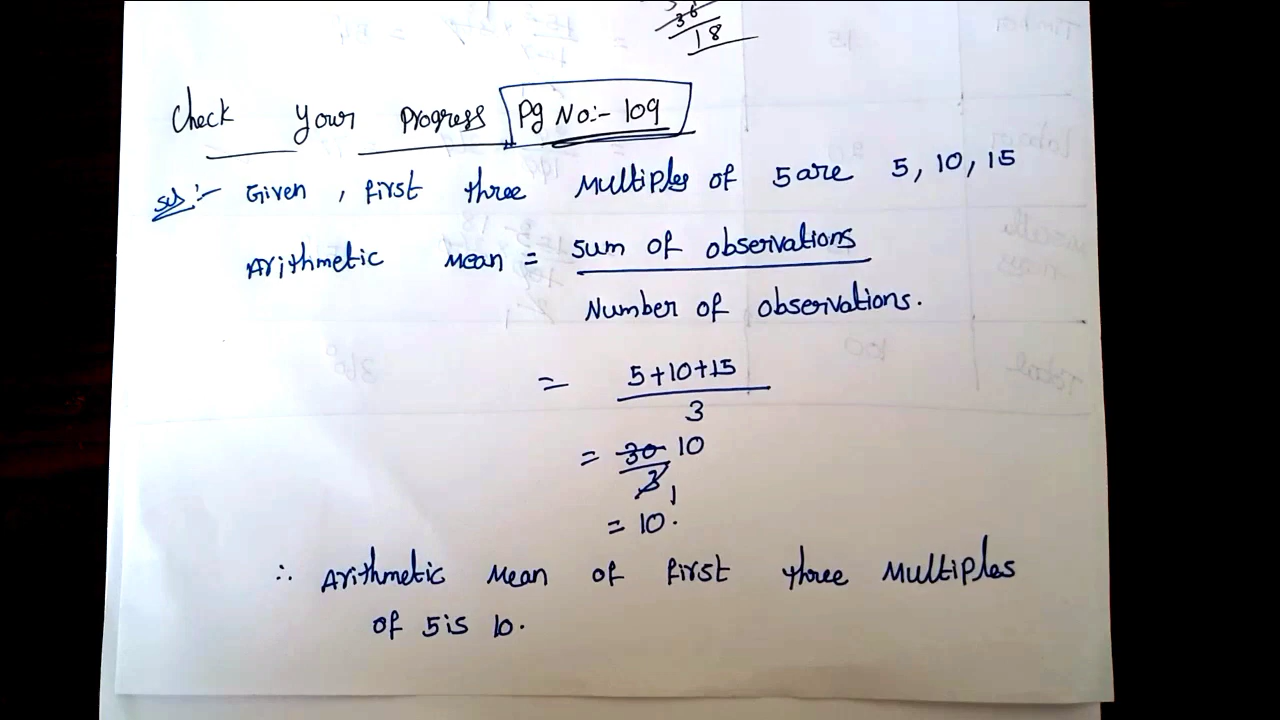 36
18
Check Your Progress Pg No:- 109
Sol:- Given, first three Multiples of 5 are 5, 10, 15
Arithmetic Mean = sum of observations
Number of observations.
= 5+10+15
3
= 30 10
3 1
= 10.
∴ Arithmetic Mean of first three Multiples
of 5 is 10.